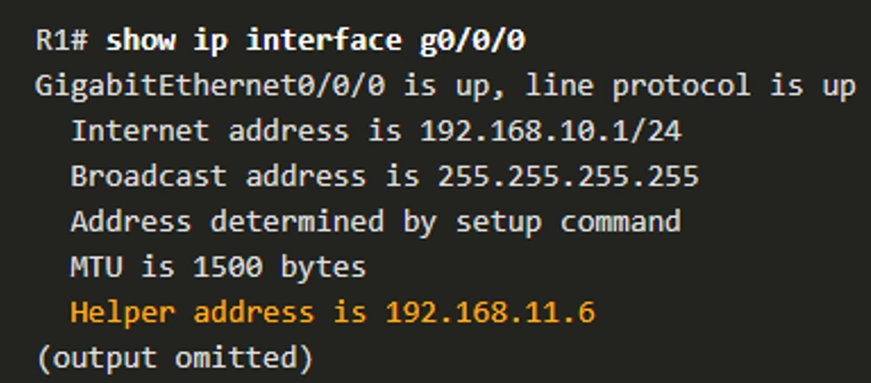 R1# show ip interface g0/0/0
GigabitEthernet0/0/0 is up, line protocol is up
Internet address is 192.168.10.1/24
Broadcast address is 255.255.255.255
Address determined by setup command
MTU is 1500 bytes
Helper address is 192.168.11.6
(output omitted)